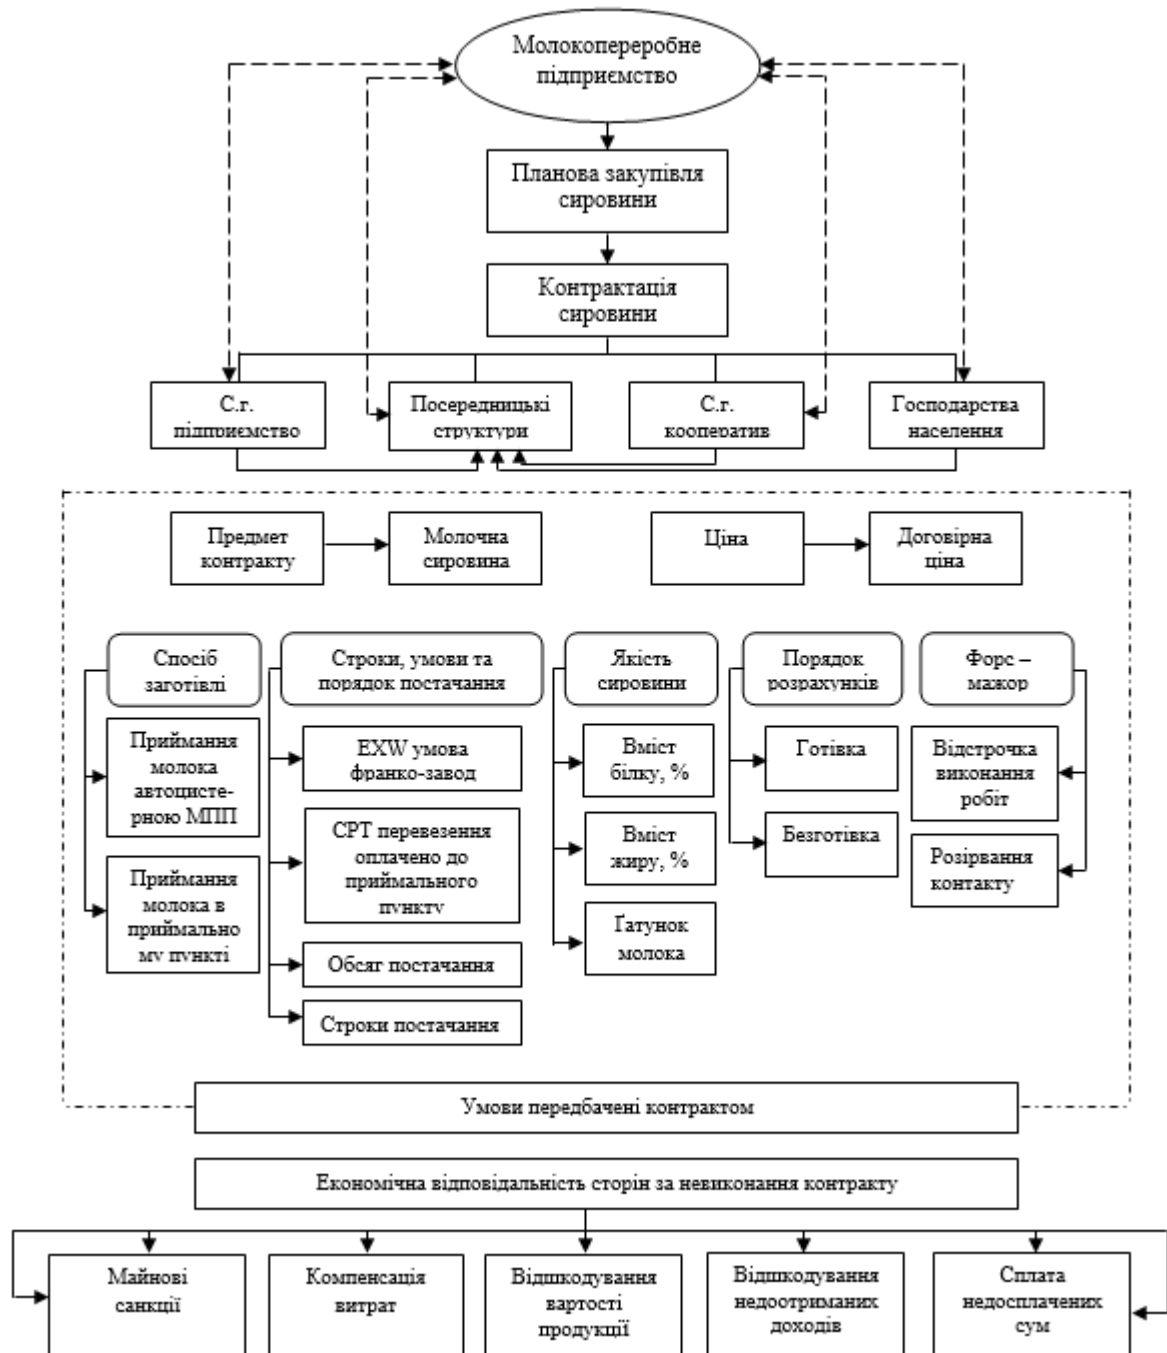 Молокопереробне
підприємство
Планова закупівля
сировини
Контрактація
сировини
С.г.
підприємство
Посередницькі
структури
С.г.
кооператив
Господарства
населення
Предмет
контракту
Молочна
сировина
Ціна
Договірна
ціна
Спосіб
заготівлі
Строки, умови та
порядок постачання
Якість
сировини
Порядок
розрахунків
Форс –
мажор
Приймання
молока
автоцисте-
рною МПП
Приймання
молока в
приймально
му пункті
EXW умова
франко-завод
СРТ перевезення
оплачено до
приймального
пункту
Обсяг постачання
Строки постачання
Вміст
білку, %
Вміст
жиру, %
Ґатунок
молока
Готівка
Безготівка
Відстрочка
виконання
робіт
Розірвання
контакту
Умови передбачені контрактом
Економічна відповідальність сторін за невиконання контракту
Майнові
санкції
Компенсація
витрат
Відшкодування
вартості
продукції
Відшкодування
недоотриманих
доходів
Сплата
недосплачених
сум